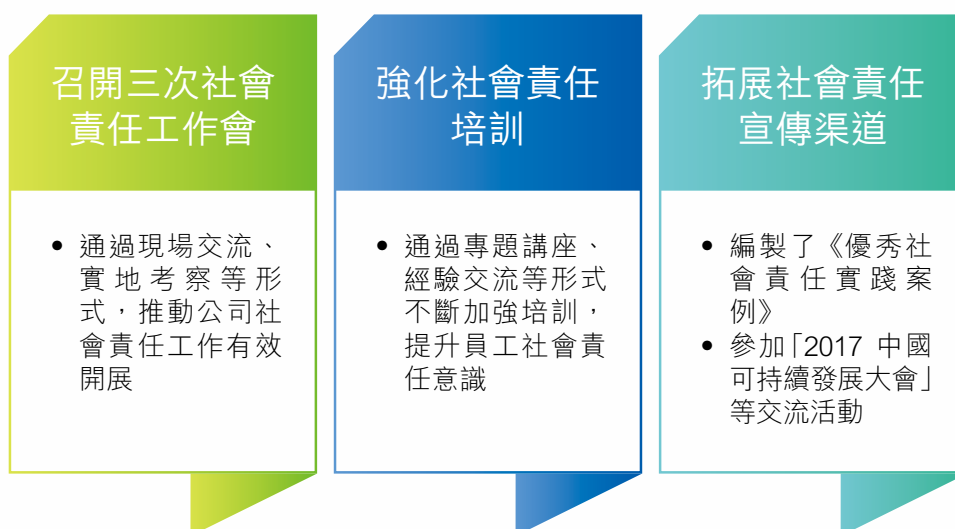 召開三次社會
責任工作會
• 通過現場交流、
實地考察等形
式，推動公司社
會責任工作有效
開展
強化社會責任
培訓
• 通過專題講座、
經驗交流等形式
不斷加強培訓，
提升員工社會責
任意識
拓展社會責任
宣傳渠道
• 編製了《優秀社
會責任實踐案
例》
• 參加「2017 中國
可持續發展大會」
等交流活動